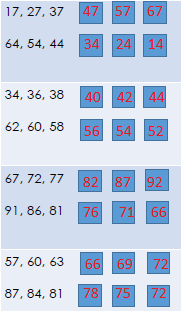 17, 27, 37 47 57 67
64, 54, 44 34 24 14
34, 36, 38 40 42 44
62, 60, 58 56 54 52
67, 72, 77 82 87 92
91, 86, 81 76 71 66
57, 60, 63 66 69 72
87, 84, 81 78 75 72